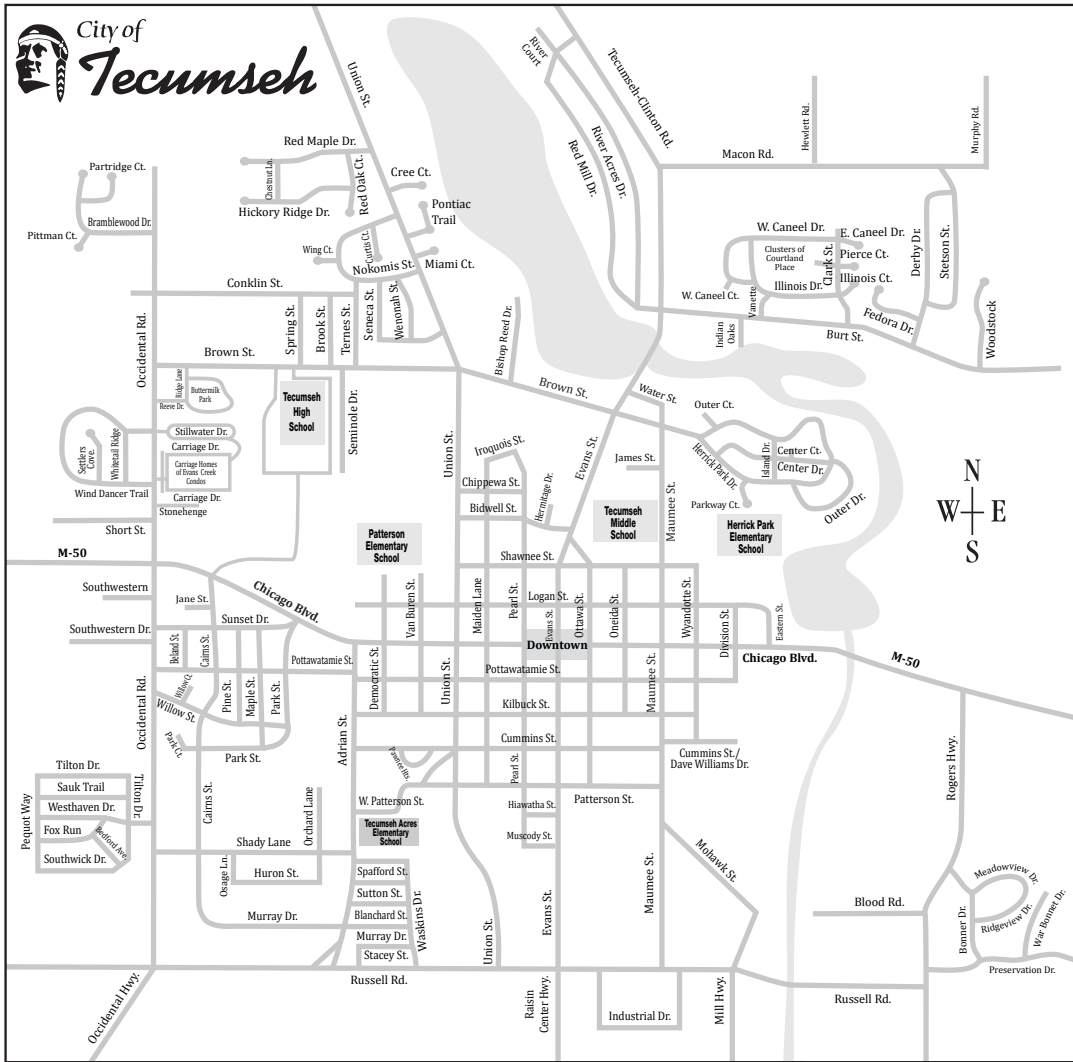 City of
Tecumseh
Union St.
River
Court
Tecumseh-Clinton Rd.
Hewlett Rd.
Murphy Rd.
Macon Rd.
Red Maple Dr.
Chestnut Ln.
Red Oak Ct.
Hickory Ridge Dr.
Cree Ct.
Pontiac
Trail
River Acres Dr.
Red Mill Dr.
Partridge Ct.
Bramblewood Dr.
Pittman Ct.
Wing Ct.
Curtis Ct.
Nokomis St.
Miami Ct.
W. Caneel Dr.
E. Caneel Dr.
Clusters of
Courtland
Place
Clark St.
Pierce Ct.
Illinois Ct.
Illinois Dr.
W. Caneel Ct.
Vanette
Derby Dr.
Stetson St.
Fedora Dr.
Woodstock
Indian
Oaks
Burt St.
Conklin St.
Occidental Rd.
Spring St.
Brook St.
Ternes St.
Seneca St.
Wenonah St.
Bishop Reed Dr.
Brown St.
Brown St.
Ridge Lane
Buttermilk
Park
Reeve Dr.
Tecumseh
High
School
Seminole Dr.
Water St.
Outer Ct.
Stillwater Dr.
Carriage Dr.
Settlers
Cove.
Whitetail Ridge
Carriage Homes
of Evans Creek
Condos
Wind Dancer Trail
Carriage Dr.
Stonehenge
Short St.
Union St.
Iroquois St.
Chippewa St.
Bidwell St.
Hermitage Dr.
Evans St.
James St.
Maumee St.
Herrick Park Dr.
Island Dr.
Center Ct.
Center Dr.
Parkway Ct.
Outer Dr.
Tecumseh
Middle
School
Herrick Park
Elementary
School
N
W E
S
Patterson
Elementary
School
M-50
Shawnee St.
Southwestern
Jane St.
Chicago Blvd.
Sunset Dr.
Southwestern Dr.
Beland St.
Cairns St.
Van Buren St.
Maiden Lane
Pearl St.
Logan St.
Evans St.
Ottawa St.
Oneida St.
Wyandotte St.
Division St.
Eastern St.
Downtown
Chicago Blvd.
M-50
Pottawatamie St.
Democratic St.
Union St.
Pottawatamie St.
Maumee St.
Willow Ct.
Willow St.
Pine St.
Maple St.
Park St.
Occidental Rd.
Kilbuck St.
Park Ct.
Park St.
Adrian St.
Cummins St.
Cummins St./
Dave Williams Dr.
Pawnee Hts.
Pearl St.
Rogers Hwy.
Tilton Dr.
Sauk Trail
Westhaven Dr.
Fox Run
Bedford Ave.
Southwick Dr.
Pequot Way
Tilton Dr.
Cairns St.
Orchard Lane
W. Patterson St.
Hiawatha St.
Patterson St.
Tecumseh Acres
Elementary
School
Muscody St.
Shady Lane
Osage Ln.
Huron St.
Spafford St.
Sutton St.
Blanchard St.
Murray Dr.
Stacey St.
Waskins Dr.
Murray Dr.
Union St.
Evans St.
Maumee St.
Mohawk St.
Blood Rd.
Meadowview Dr.
Ridgeview Dr.
Bonner Dr.
War Bonnet Dr.
Preservation Dr.
Russell Rd.
Russell Rd.
Occidental Hwy.
Raisin
Center Hwy.
Industrial Dr.
Mill Hwy.